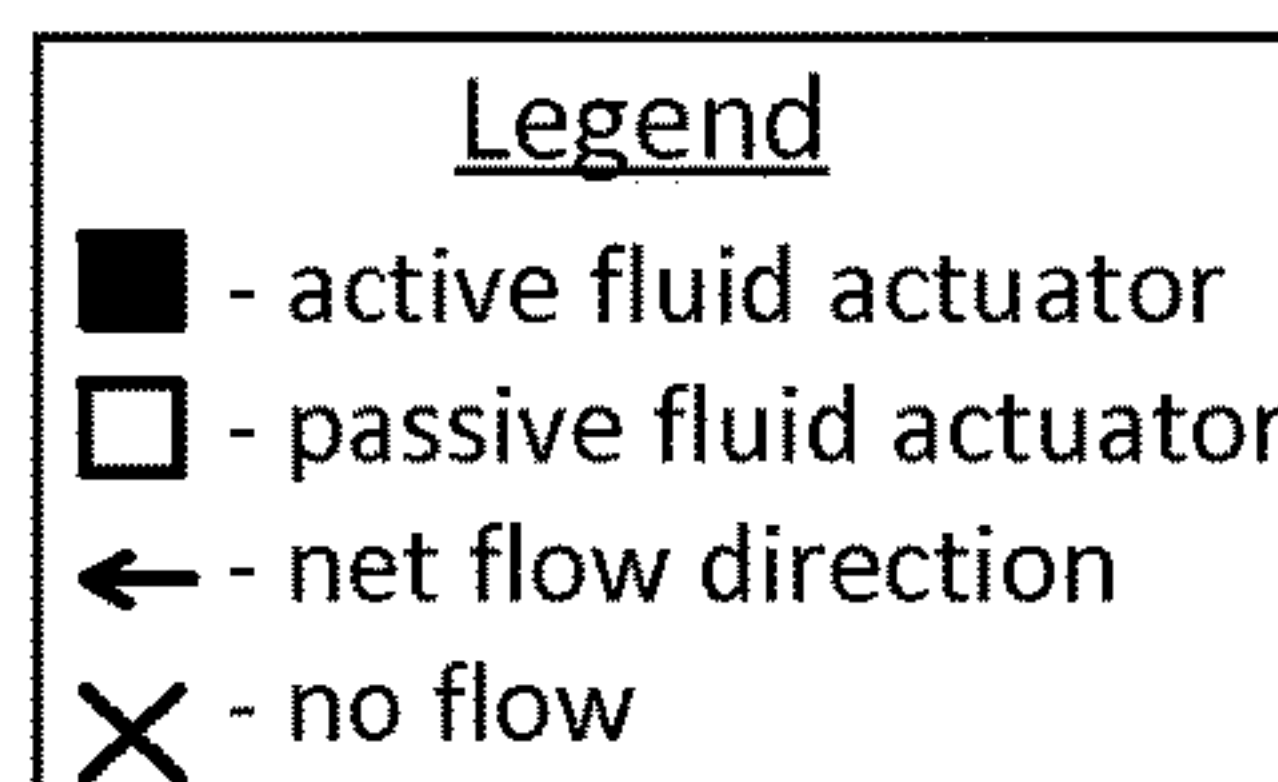 Legend
- active fluid actuator
- passive fluid actuator
- net flow direction
- no flow